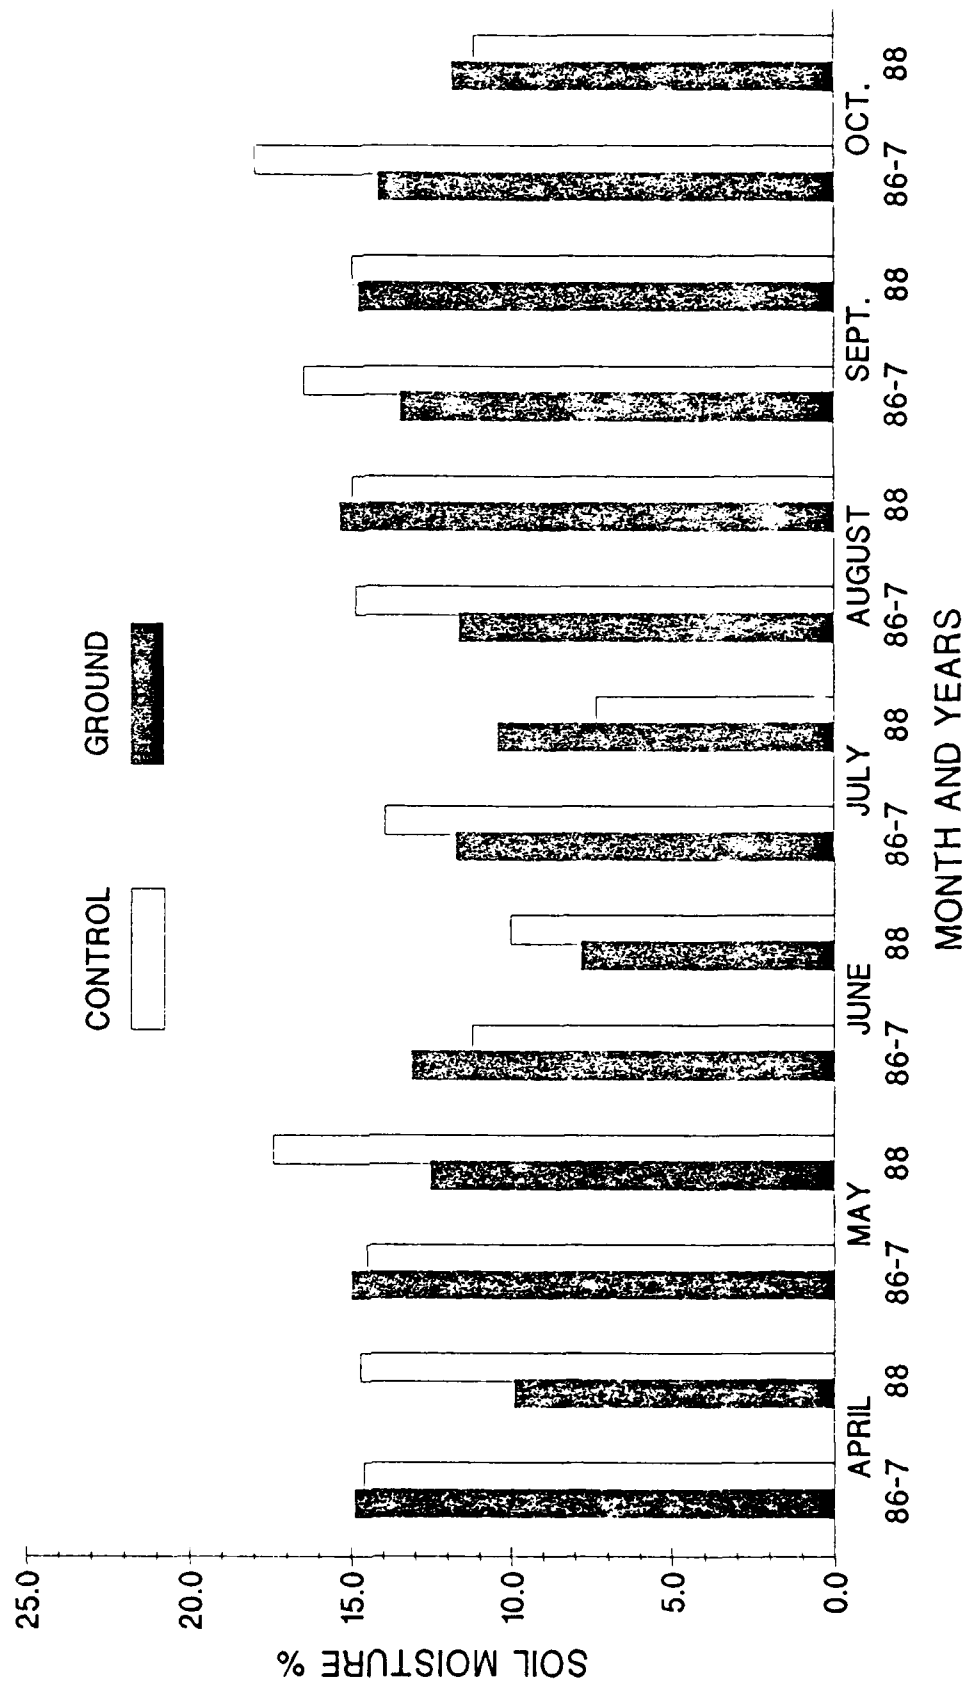 CONTROL
GROUND
SOIL MOISTURE %
25.0
20.0
15.0
10.0
5.0
0.0
86-7 88 86-7 88 86-7 88 86-7 88 86-7 88 86-7 88 86-7 88
APRIL MAY JUNE JULY AUGUST SEPT. OCT.
MONTH AND YEARS